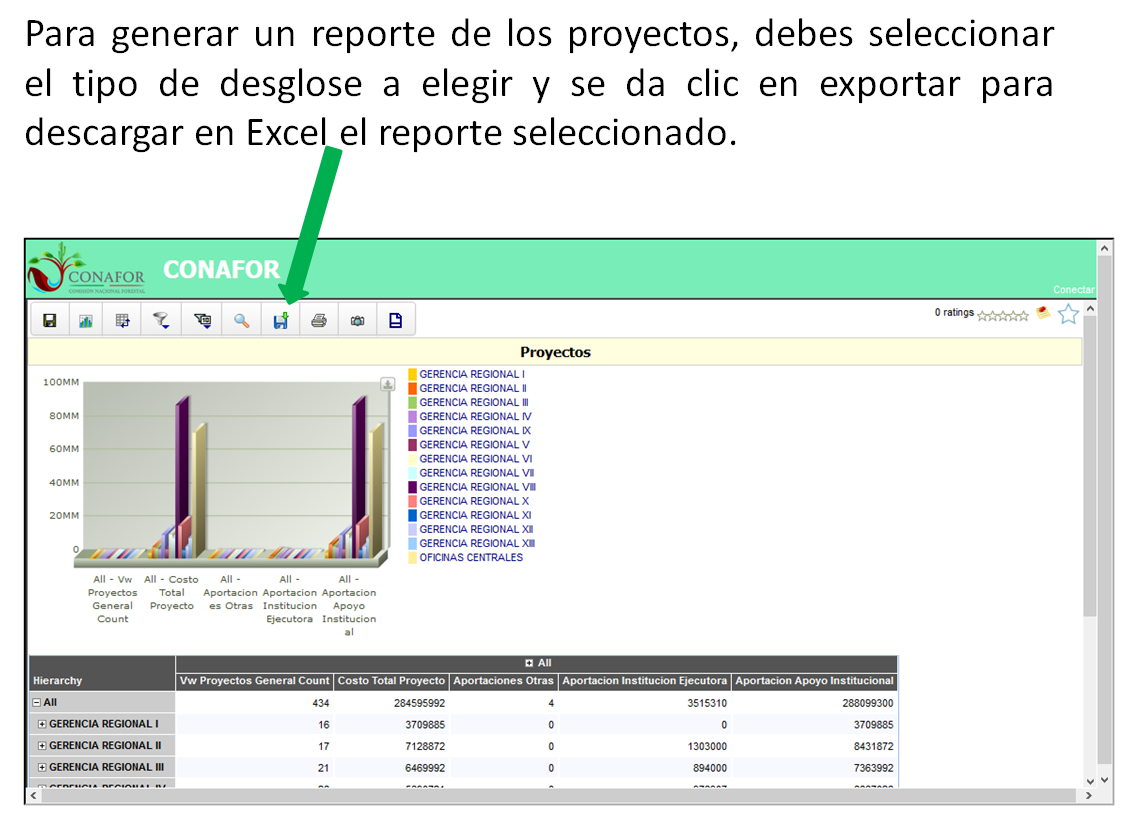 Para generar un reporte de los proyectos, debes seleccionar
el tipo de desglose a elegir y se da clic en exportar para
descargar en Excel el reporte seleccionado.
CONAFOR
COMISIÓN NACIONAL FORESTAL
CONAFOR
Conectar
0 ratings
Proyectos
100MM
80MM
60MM
40MM
20MM
0
All - Vw Proyectos General Count
All - Costo Total Proyecto
All - Aportacion es Otras
All - Aportacion Institucion Ejecutora
All - Aportacion Apoyo Institucion al
GERENCIA REGIONAL I
GERENCIA REGIONAL II
GERENCIA REGIONAL III
GERENCIA REGIONAL IV
GERENCIA REGIONAL IX
GERENCIA REGIONAL V
GERENCIA REGIONAL VI
GERENCIA REGIONAL VII
GERENCIA REGIONAL VIII
GERENCIA REGIONAL X
GERENCIA REGIONAL XI
GERENCIA REGIONAL XII
GERENCIA REGIONAL XIII
OFICINAS CENTRALES
All
Hierarchy Vw Proyectos General Count Costo Total Proyecto Aportaciones Otras Aportacion Institucion Ejecutora Aportacion Apoyo Institucional
All 434 284595992 4 3515310 288099300
GERENCIA REGIONAL I 16 3709885 0 0 3709885
GERENCIA REGIONAL II 17 7128872 0 1303000 8431872
GERENCIA REGIONAL III 21 6469992 0 894000 7363992
GERENCIA REGIONAL IV